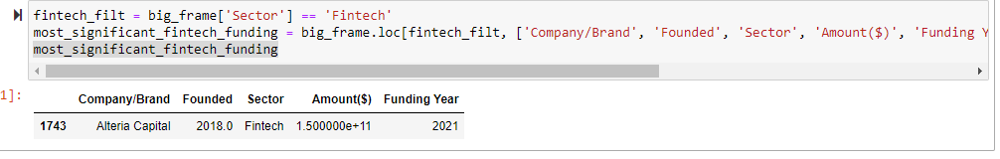 fintech_filt = big_frame['Sector'] == 'Fintech'
most_significant_fintech_funding = big_frame.loc[fintech_filt, ['Company/Brand', 'Founded', 'Sector', 'Amount($)', 'Funding Y
most_significant_fintech_funding
1]:
Company/Brand Founded Sector Amount($) Funding Year
1743 Alteria Capital 2018.0 Fintech 1.500000e+11 2021